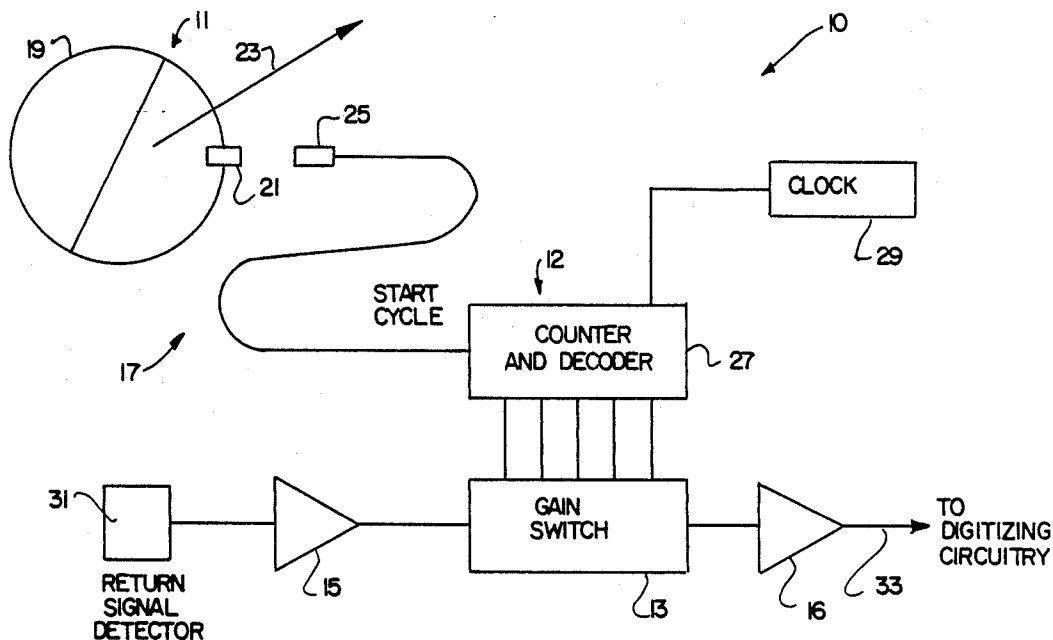 19
11
23
10
25
21
CLOCK
29
12
START
CYCLE
COUNTER
AND DECODER
27
17
31
GAIN
SWITCH
TO
DIGITIZING
CIRCUITRY
15
13
16
33
RETURN
SIGNAL
DETECTOR